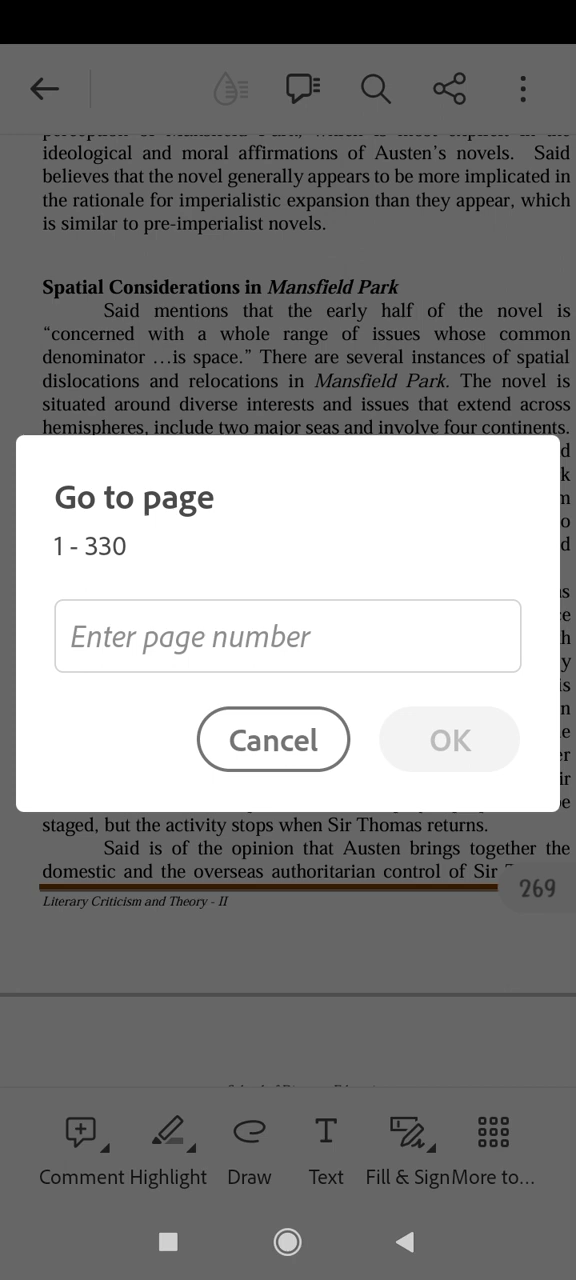 ideological and moral affirmations of Austen's novels. Said
believes that the novel generally appears to be more implicated in
the rationale for imperialistic expansion than they appear, which
is similar to pre-imperialist novels.
Spatial Considerations in Mansfield Park
Said mentions that the early half of the novel is
“concerned with a whole range of issues whose common
denominator …is space.” There are several instances of spatial
dislocations and relocations in Mansfield Park. The novel is
situated around diverse interests and issues that extend across
hemispheres, include two major seas and involve four continents.
Go to page
1 - 330
Enter page number
Cancel
OK
staged, but the activity stops when Sir Thomas returns.
Said is of the opinion that Austen brings together the
domestic and the overseas authoritarian control of Sir
269
Literary Criticism and Theory - II
Comment
Highlight
Draw
Text
Fill & Sign
More to...